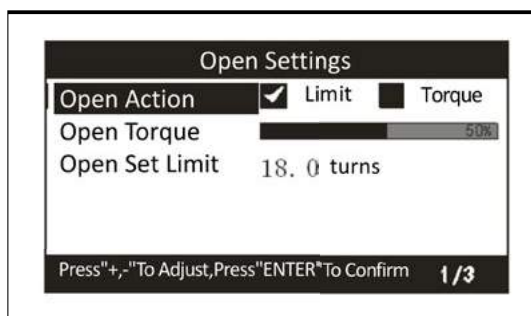 Open Settings
Open Action Limit Torque
Open Torque 50%
Open Set Limit 18. 0 turns
Press"+,-"To Adjust,Press"ENTER"To Confirm 1/3